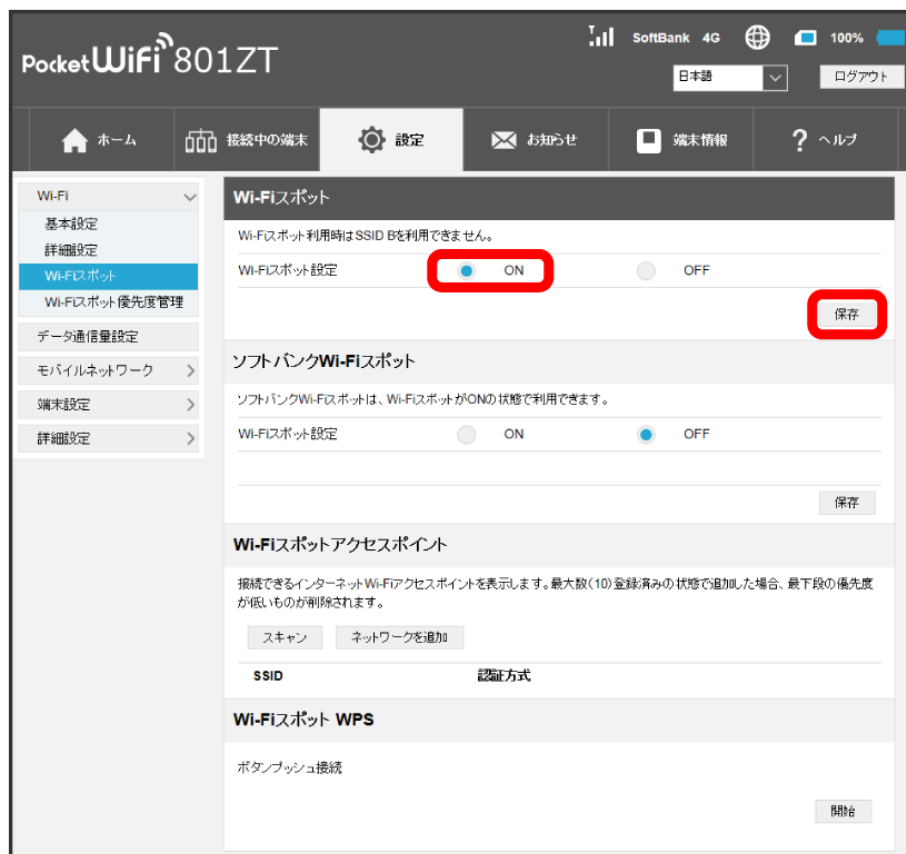 SoftBank 4G 100%
Pocket WiFi 801ZT
日本語 ログアウト
ホーム 接続中の端末 設定 お知らせ 端末情報 ? ヘルプ
Wi-Fi
基本設定
詳細設定
Wi-Fiスポット
Wi-Fiスポット優先度管理
データ通信量設定
モバイルネットワーク
端末設定
詳細設定
Wi-Fiスポット
Wi-Fiスポット利用時はSSID Bを利用できません。
Wi-Fiスポット設定 ON OFF
保存
ソフトバンクWi-Fiスポット
ソフトバンクWi-Fiスポットは、Wi-FiスポットがONの状態で利用できます。
Wi-Fiスポット設定 ON OFF
保存
Wi-Fiスポットアクセスポイント
接続できるインターネットWi-Fiアクセスポイントを表示します。最大数(10)登録済みの状態で追加した場合、最下段の優先度
が低いものが削除されます。
スキャン ネットワークを追加
SSID 認証方式
Wi-Fiスポット WPS
ボタンプッシュ接続
開始